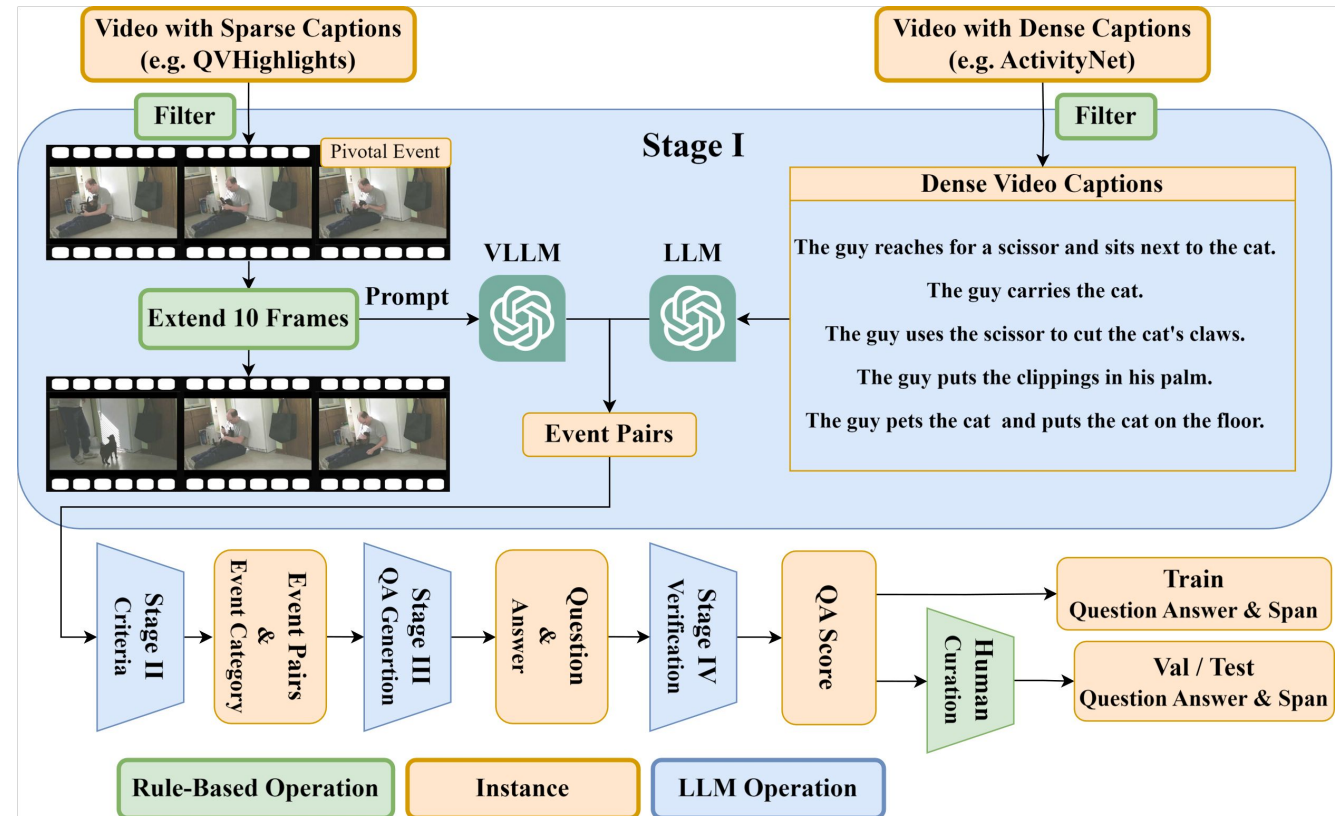 Video with Sparse Captions
(e.g. QVHighlights)
Video with Dense Captions
(e.g. ActivityNet)
Filter
Filter
Stage I
Pivotal Event
Dense Video Captions
The guy reaches for a scissor and sits next to the cat.
The guy carries the cat.
The guy uses the scissor to cut the cat's claws.
The guy puts the clippings in his palm.
The guy pets the cat and puts the cat on the floor.
VLLM
LLM
Prompt
Extend 10 Frames
Event Pairs
Stage II
Criteria
Event Pairs
&
Event Category
Stage III
QA Genertion
Question
&
Answer
Stage IV
Verification
QA Score
Human
Curation
Train
Question Answer & Span
Val / Test
Question Answer & Span
Rule-Based Operation
Instance
LLM Operation